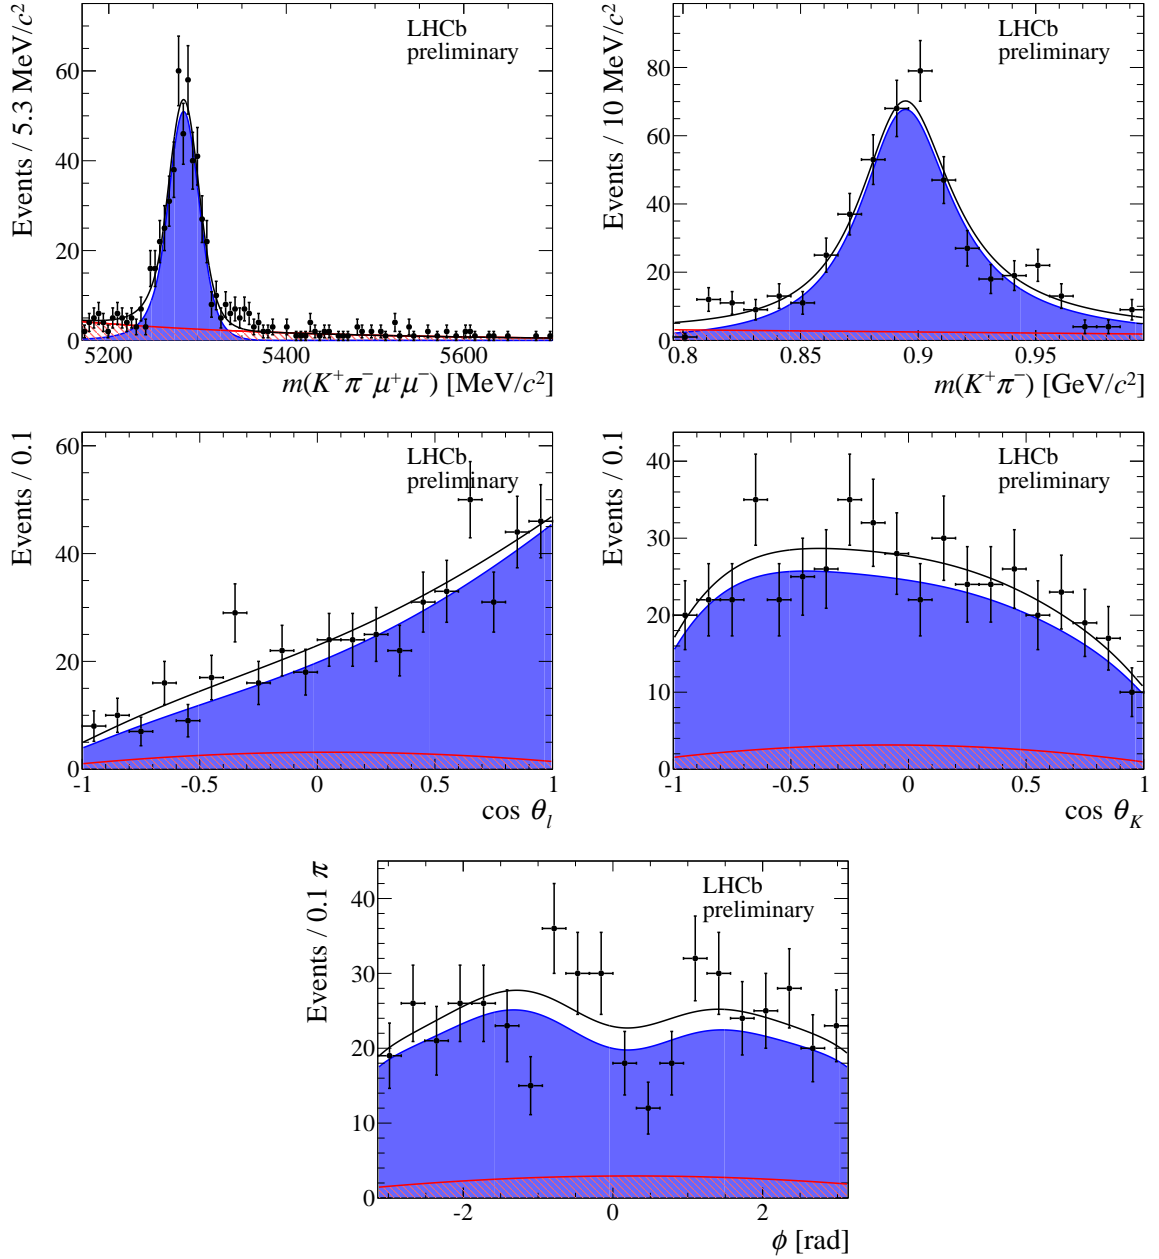 Events / 5.3 MeV/c²
LHCb
preliminary
60
40
20
0
5200 5400 5600
m(K⁺π⁻μ⁺μ⁻) [MeV/c²]
Events / 10 MeV/c²
LHCb
preliminary
80
60
40
20
0
0.8 0.85 0.9 0.95
m(K⁺π⁻) [GeV/c²]
Events / 0.1
LHCb
preliminary
60
40
20
0
-1 -0.5 0 0.5 1
cos θₗ
Events / 0.1
LHCb
preliminary
40
30
20
10
0
-1 -0.5 0 0.5 1
cos θ_K
Events / 0.1 π
LHCb
preliminary
40
30
20
10
0
-2 0 2
ϕ [rad]